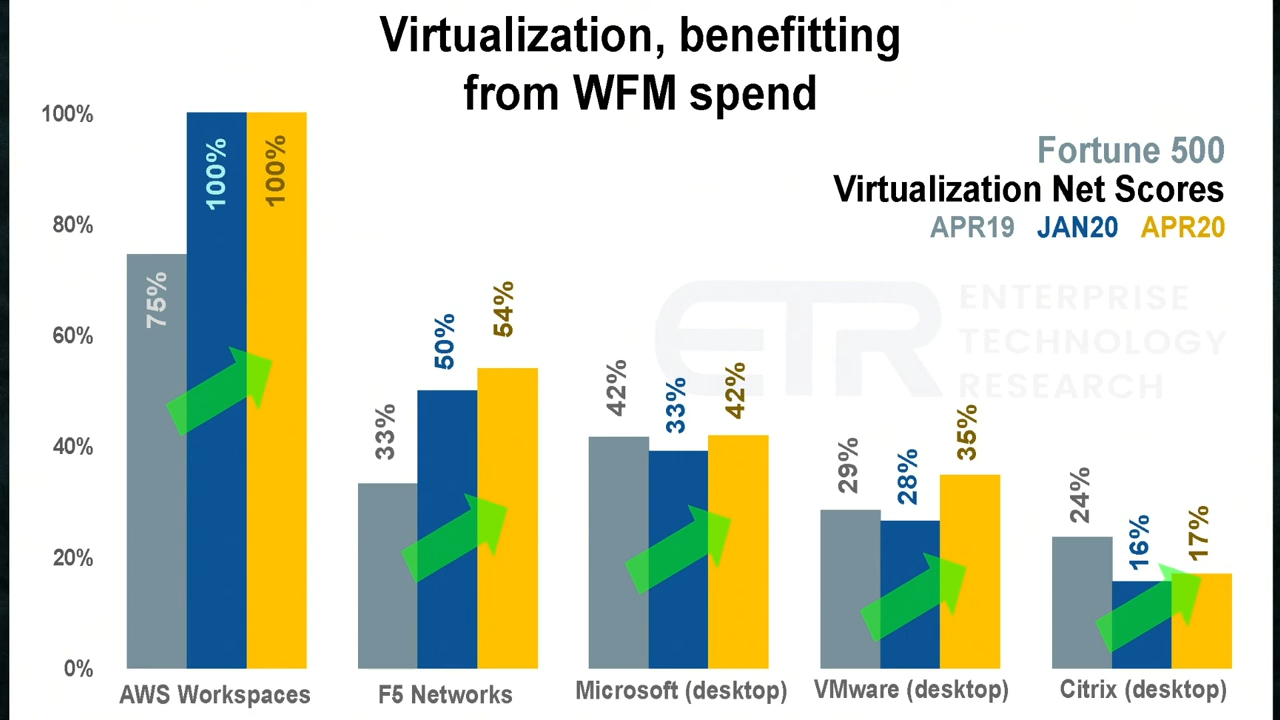 Virtualization, benefitting
from WFM spend
Fortune 500
Virtualization Net Scores
APR19 JAN20 APR20
ETR
ENTERPRISE
TECHNOLOGY
RESEARCH
100%
80%
60%
40%
20%
0%
75%
100%
100%
33%
50%
54%
42%
33%
42%
29%
28%
35%
24%
16%
17%
AWS Workspaces
F5 Networks
Microsoft (desktop)
VMware (desktop)
Citrix (desktop)